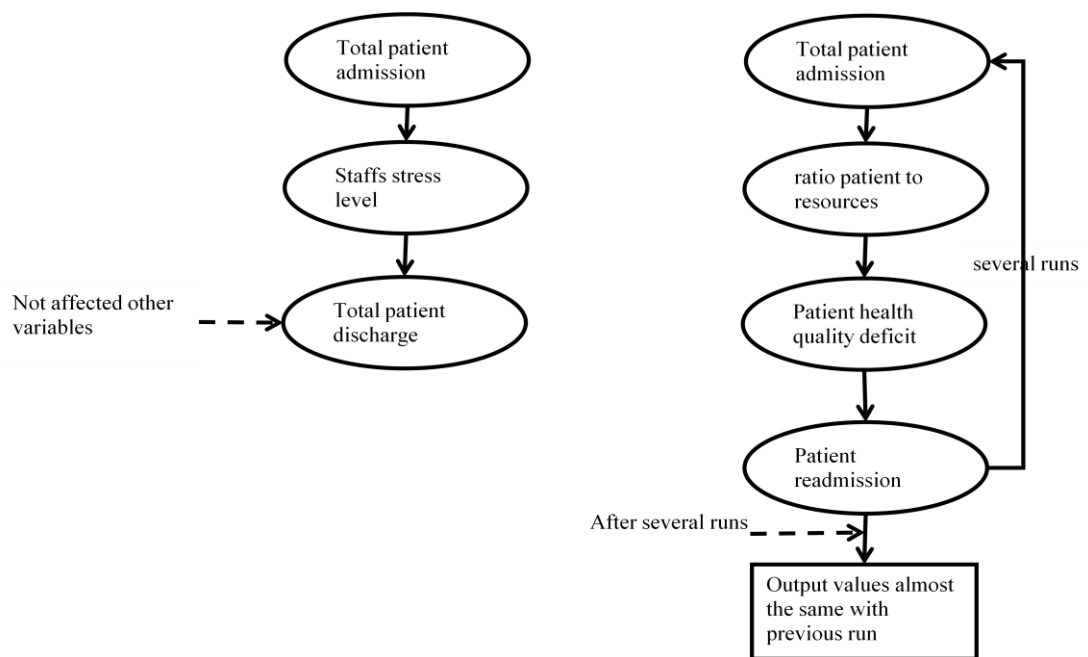 Total patient
admission
Staffs stress
level
Not affected other
variables
Total patient
discharge
Total patient
admission
ratio patient to
resources
several runs
Patient health
quality deficit
Patient
readmission
After several runs
Output values almost
the same with
previous run